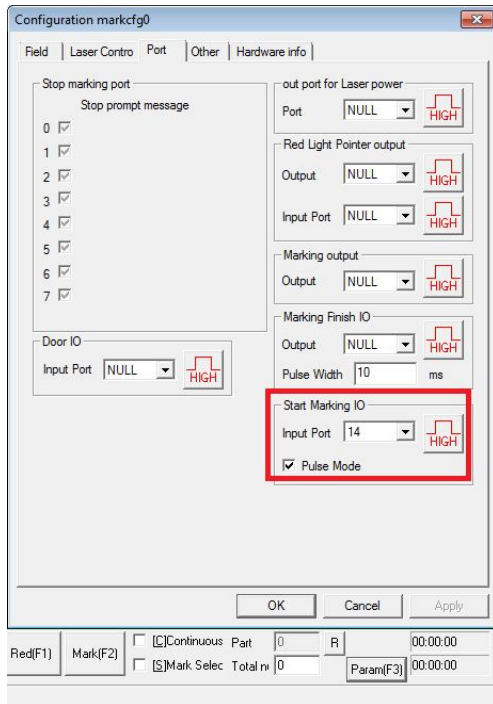 Configuration markcfg0
Field Laser Contro Port Other Hardware info
Stop marking port
Stop prompt message
0
1
2
3
4
5
6
7
Door IO
Input Port NULL HIGH
out port for Laser power
Port NULL HIGH
Red Light Pointer output
Output NULL HIGH
Input Port NULL HIGH
Marking output
Output NULL HIGH
Marking Finish IO
Output NULL HIGH
Pulse Width 10 ms
Start Marking IO
Input Port 14 HIGH
Pulse Mode
OK Cancel Apply
Red(F1) Mark(F2) [C]Continuous Part 0 R 00:00:00
[S]Mark Selec Total nu 0 Param(F3) 00:00:00